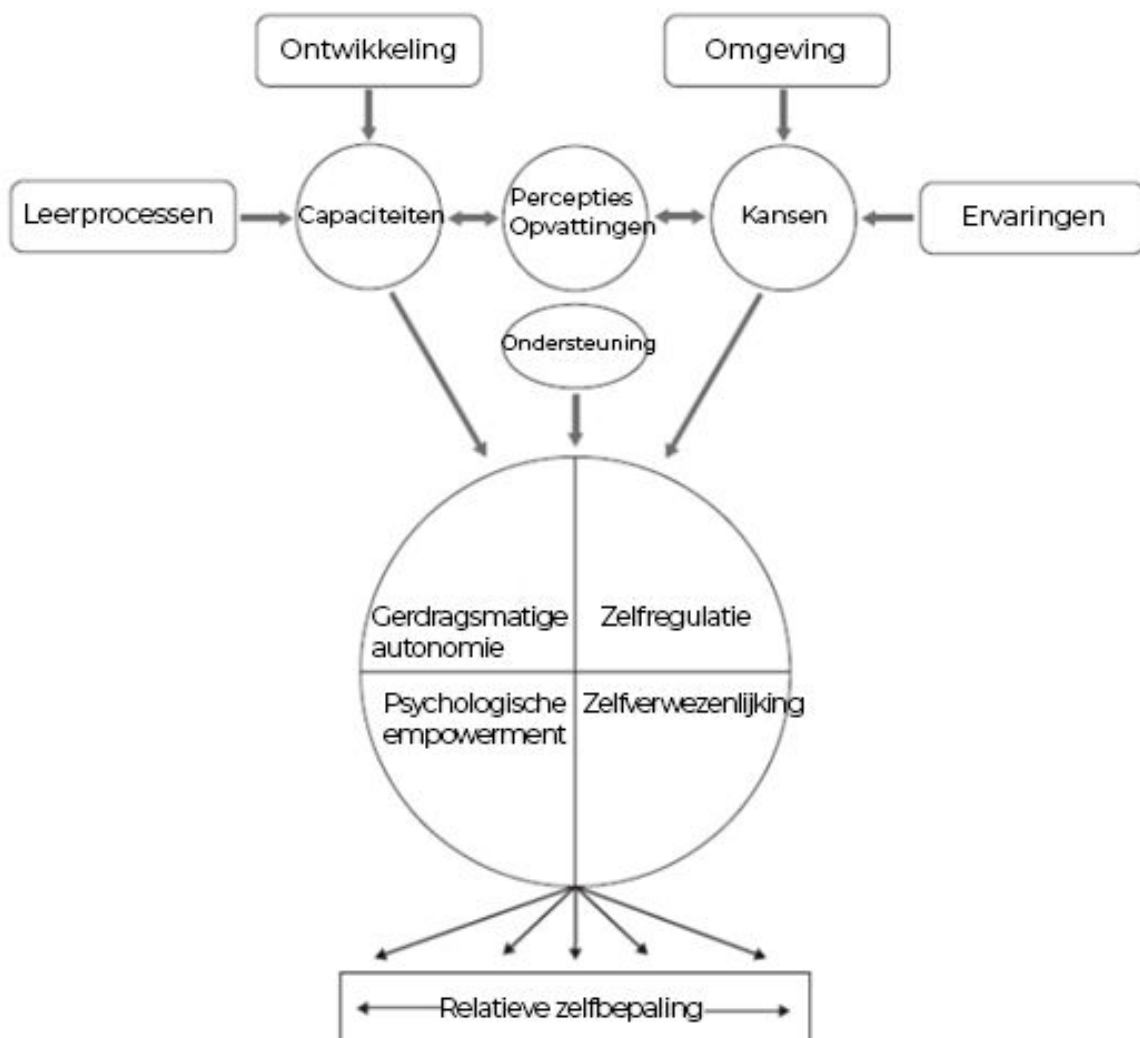 Ontwikkeling
Omgeving
Leerprocessen
Capaciteiten
Percepties
Opvattingen
Kansen
Ervaringen
Ondersteuning
Gerdragsmatige
autonomie
Zelfregulatie
Psychologische
empowerment
Zelfverwezenlijking
Relatieve zelfbepaling